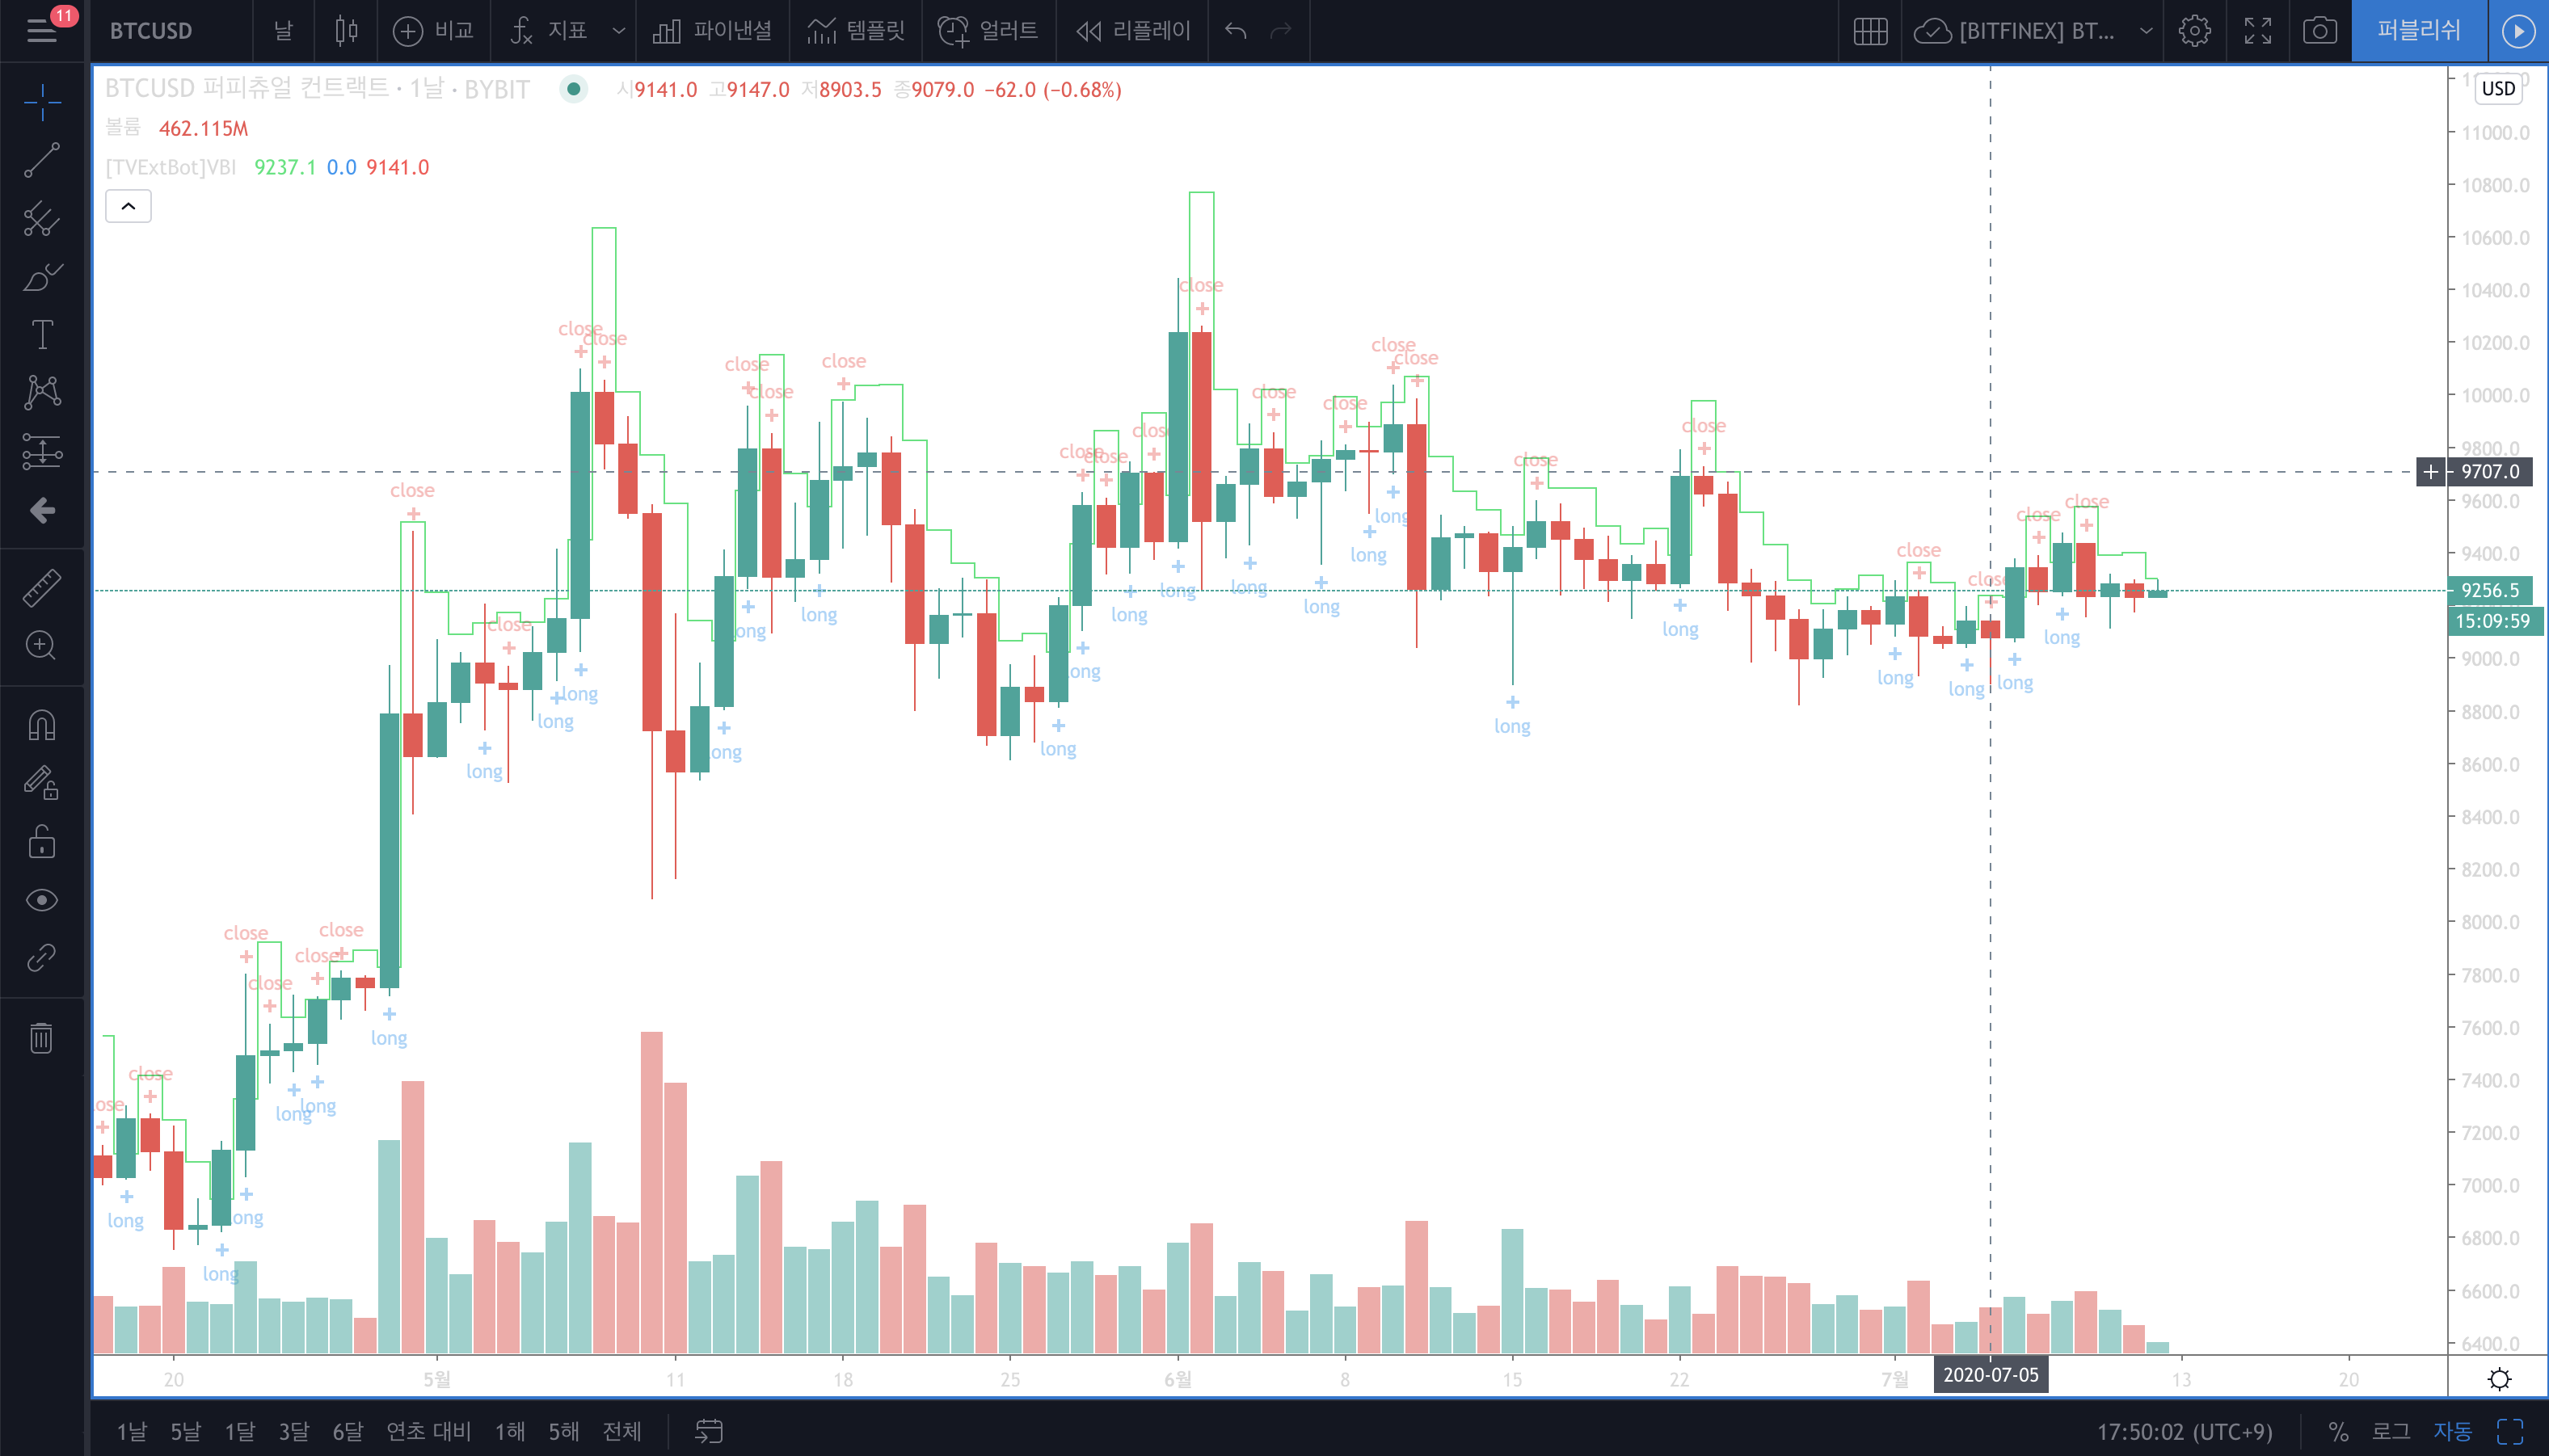 11
BTCUSD 날 비교 지표 파이낸셜 템플릿 얼러트 리플레이 [BITFINEX] BT... 퍼블리쉬
BTCUSD 퍼피츄얼 컨트랙트 · 1날 · BYBIT 시9141.0 고9147.0 저8903.5 종9079.0 −62.0 (−0.68%)
볼륨 462.115M
[TVExtBot]VBI 9237.1 0.0 9141.0
USD
11000.0
10800.0
10600.0
10400.0
10200.0
10000.0
9800.0
9707.0
9600.0
9400.0
9256.5
15:09:59
9000.0
8800.0
8600.0
8400.0
8200.0
8000.0
7800.0
7600.0
7400.0
7200.0
7000.0
6800.0
6600.0
6400.0
close
close close
close close close
close close close close
close close close
close
close
close
close
close
close
close
close close
long long long long
long long long
long long
long long
long long
long long long
long long long
long long
long
long
long long long long
close
close
close close
close
long
long long
long
long
long
20 5월 11 18 25 6월 8 15 22 7월 2020-07-05 13 20
1날 5날 1달 3달 6달 연초 대비 1해 5해 전체 17:50:02 (UTC+9) % 로그 자동